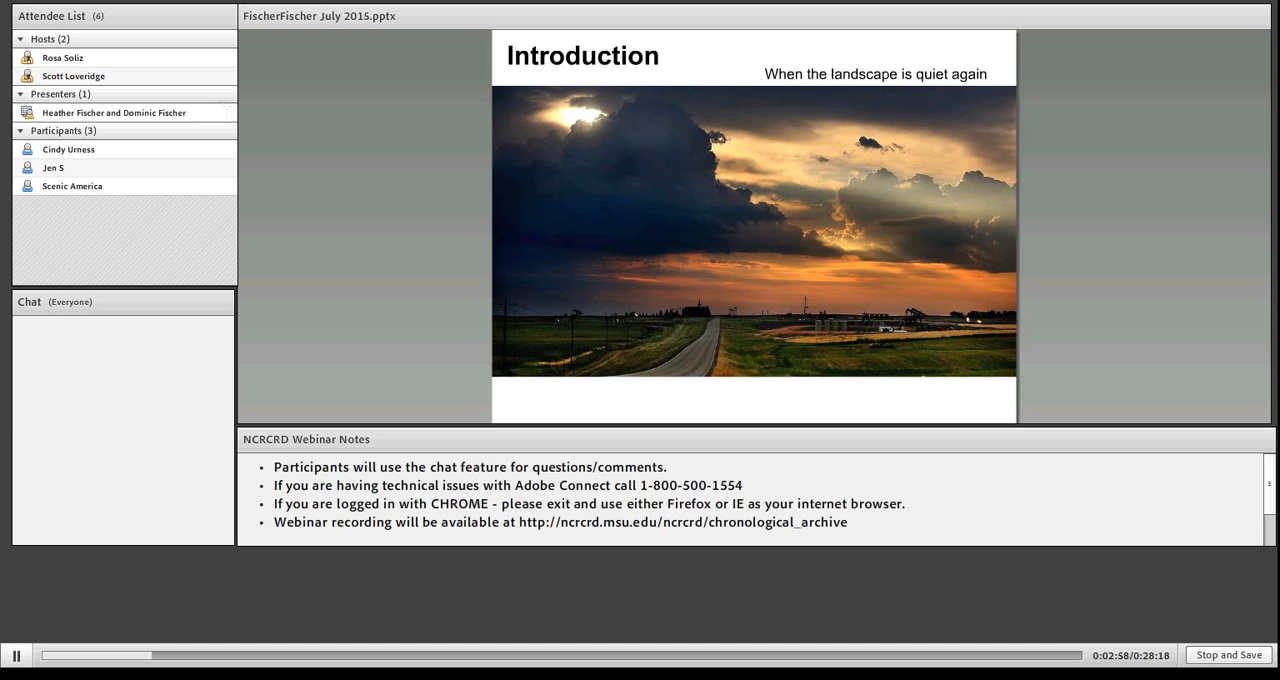 Attendee List (6)
Hosts (2)
Rosa Soliz
Scott Loveridge
Presenters (1)
Heather Fischer and Dominic Fischer
Participants (3)
Cindy Urness
Jen S
Scenic America
Chat (Everyone)
FischerFischer July 2015.pptx
Introduction
When the landscape is quiet again
NCRCRD Webinar Notes
• Participants will use the chat feature for questions/comments.
• If you are having technical issues with Adobe Connect call 1-800-500-1554
• If you are logged in with CHROME - please exit and use either Firefox or IE as your internet browser.
• Webinar recording will be available at http://ncrcrd.msu.edu/ncrcrd/chronological_archive
0:02:58/0:28:18
Stop and Save